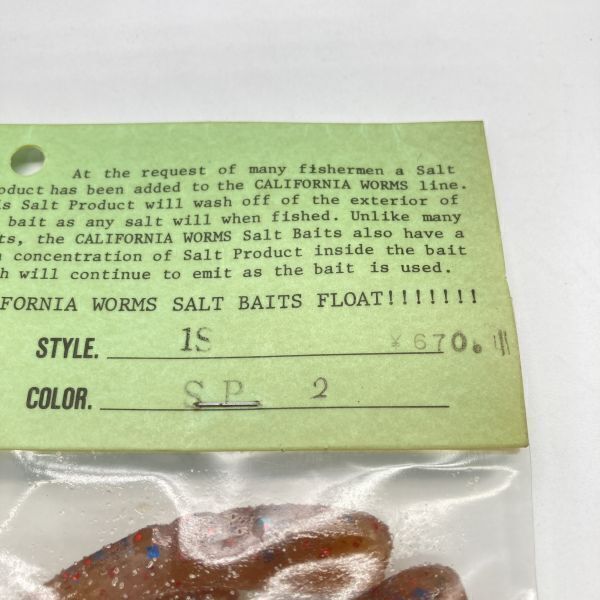 At the request of many fishermen a Salt
oduct has been added to the CALIFORNIA WORMS line.
is Salt Product will wash off of the exterior of
bait as any salt will when fished. Unlike many
ts, the CALIFORNIA WORMS Salt Baits also have a
concentration of Salt Product inside the bait
h will continue to emit as the bait is used.
FORNIA WORMS SALT BAITS FLOAT!!!!!!!
STYLE. 1S ¥670.
COLOR. SP 2